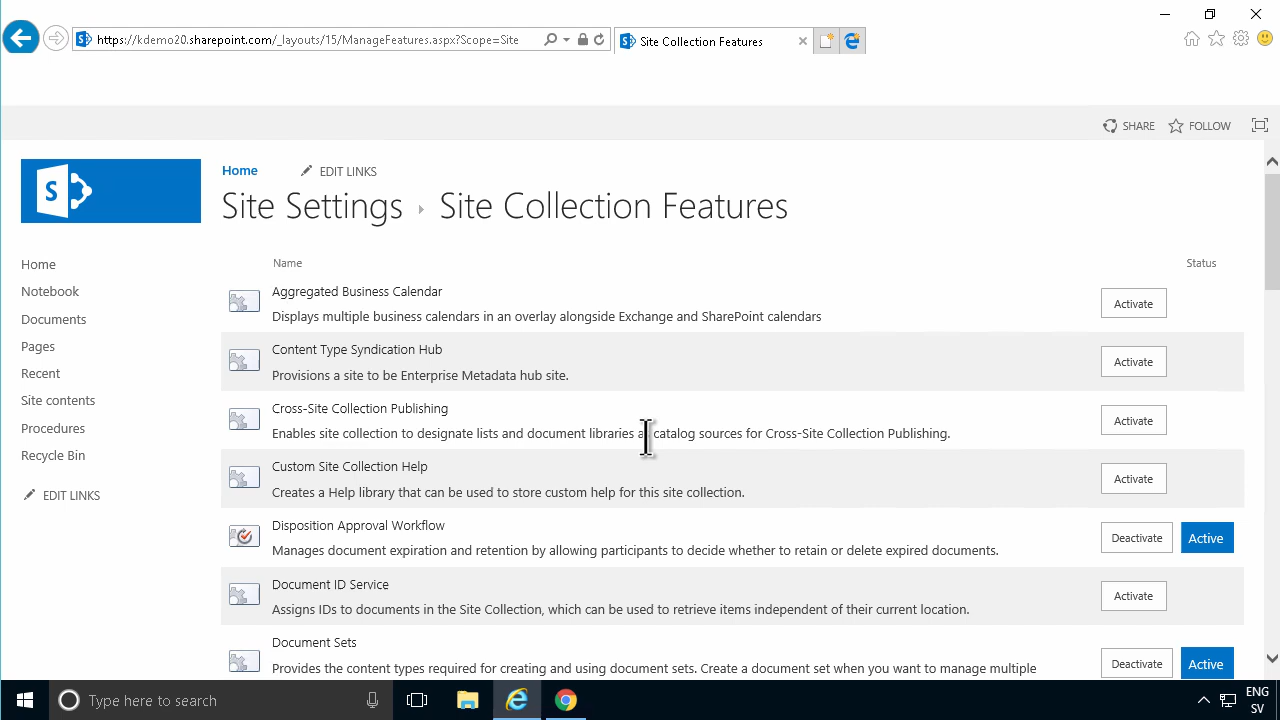 https://kdemo20.sharepoint.com/_layouts/15/ManageFeatures.aspx?scope=Site
Site Collection Features
SHARE
FOLLOW
Home
EDIT LINKS
Site Settings
Site Collection Features
Home
Notebook
Documents
Pages
Recent
Site contents
Procedures
Recycle Bin
EDIT LINKS
Name
Status
Aggregated Business Calendar
Displays multiple business calendars in an overlay alongside Exchange and SharePoint calendars
Activate
Content Type Syndication Hub
Provisions a site to be Enterprise Metadata hub site.
Activate
Cross-Site Collection Publishing
Enables site collection to designate lists and document libraries as catalog sources for Cross-Site Collection Publishing.
Activate
Custom Site Collection Help
Creates a Help library that can be used to store custom help for this site collection.
Activate
Disposition Approval Workflow
Manages document expiration and retention by allowing participants to decide whether to retain or delete expired documents.
Deactivate
Active
Document ID Service
Assigns IDs to documents in the Site Collection, which can be used to retrieve items independent of their current location.
Activate
Document Sets
Provides the content types required for creating and using document sets. Create a document set when you want to manage multiple
Deactivate
Active
Type here to search
ENG
SV